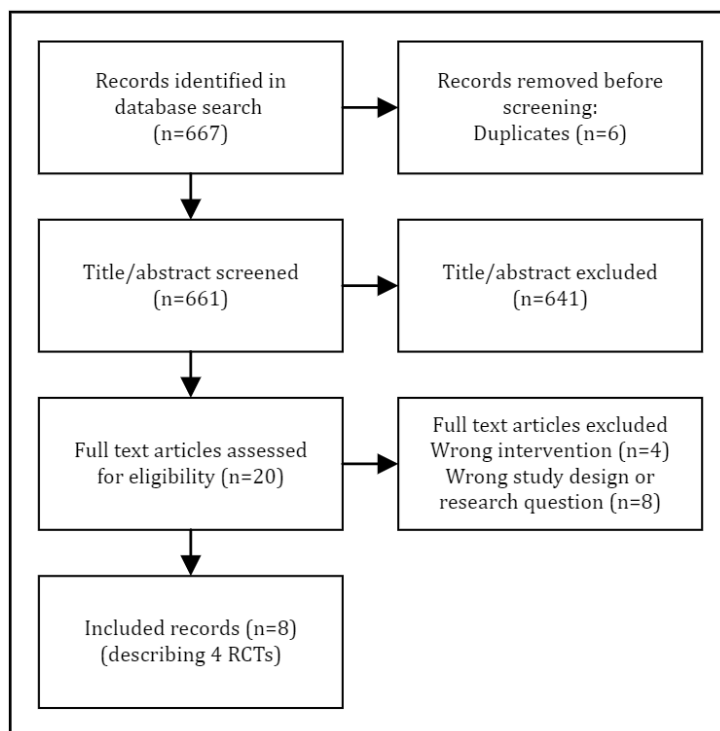 Records identified in
database search
(n=667)
Records removed before
screening:
Duplicates (n=6)
Title/abstract screened
(n=661)
Title/abstract excluded
(n=641)
Full text articles assessed
for eligibility (n=20)
Full text articles excluded
Wrong intervention (n=4)
Wrong study design or
research question (n=8)
Included records (n=8)
(describing 4 RCTs)